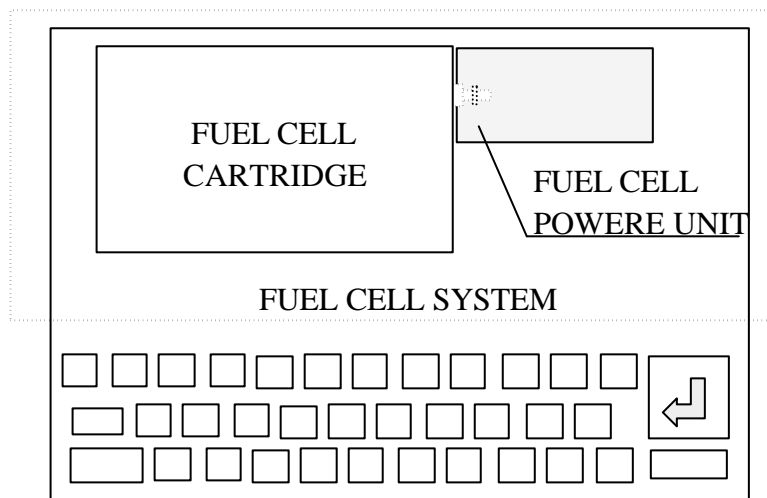 FUEL CELL
CARTRIDGE
FUEL CELL
POWERE UNIT
FUEL CELL SYSTEM